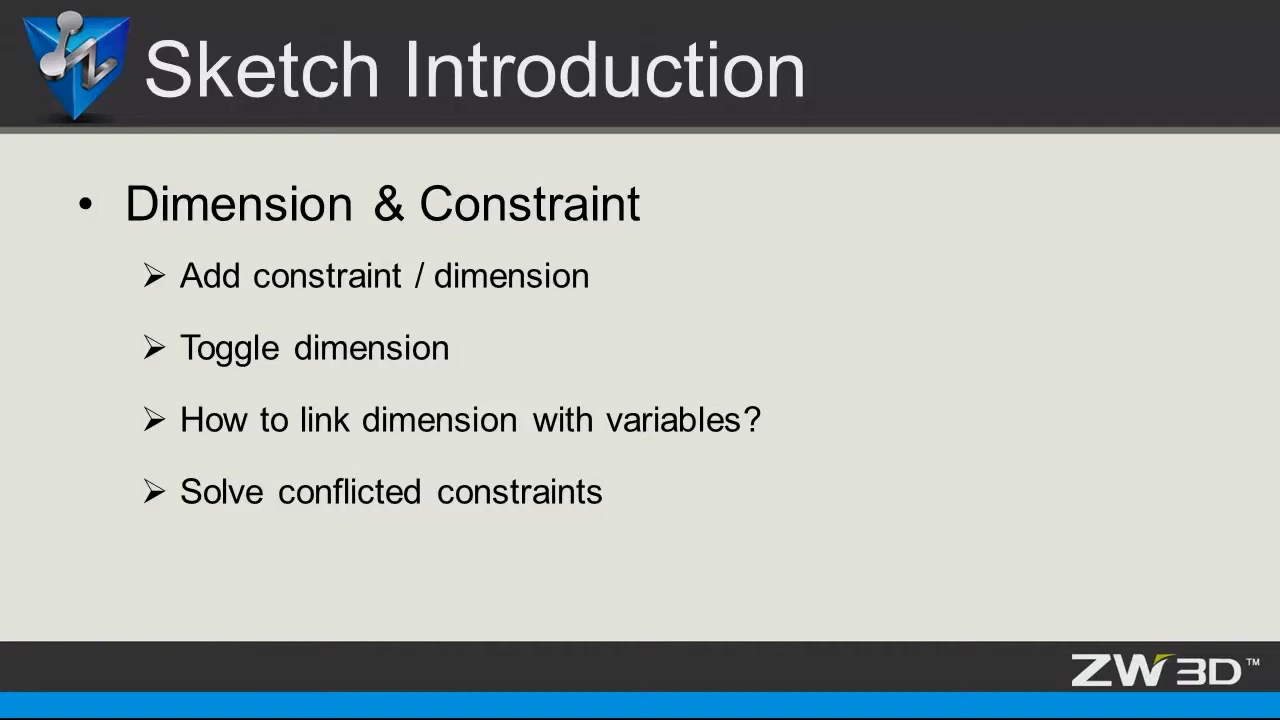 Sketch Introduction
• Dimension & Constraint
➢ Add constraint / dimension
➢ Toggle dimension
➢ How to link dimension with variables?
➢ Solve conflicted constraints
ZW3D™